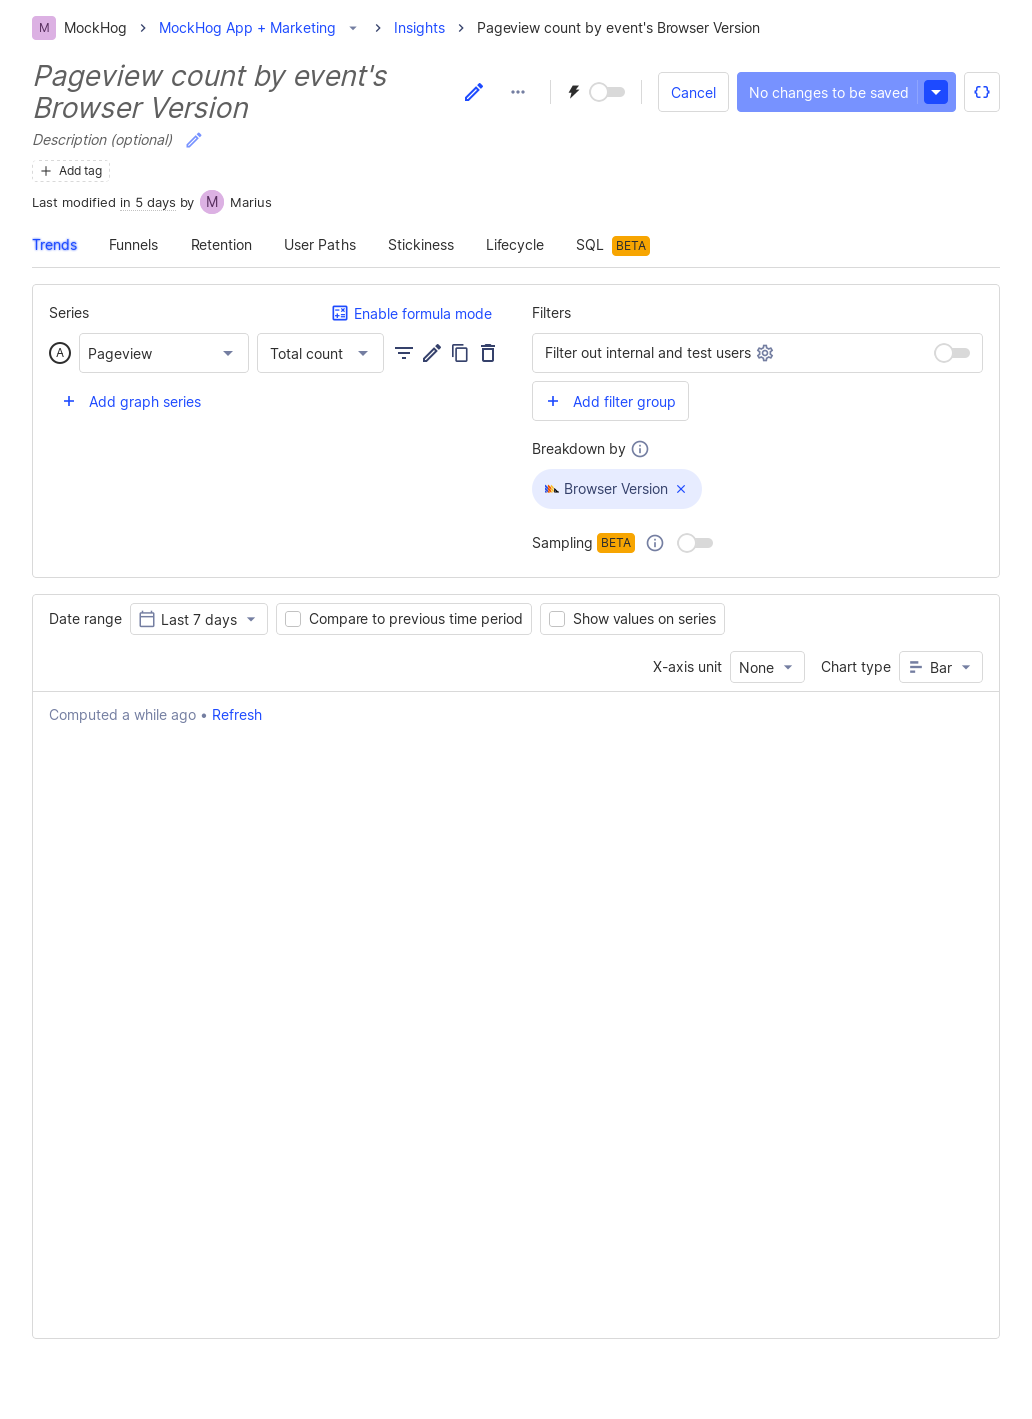 M MockHog > MockHog App + Marketing > Insights > Pageview count by event's Browser Version
Pageview count by event's
Browser Version
Cancel
No changes to be saved
Description (optional)
+ Add tag
Last modified in 5 days by M Marius
Trends Funnels Retention User Paths Stickiness Lifecycle SQL BETA
Series
Enable formula mode
A Pageview Total count
+ Add graph series
Filters
Filter out internal and test users
+ Add filter group
Breakdown by
Browser Version
Sampling BETA
Date range Last 7 days Compare to previous time period Show values on series
X-axis unit None Chart type Bar
Computed a while ago • Refresh